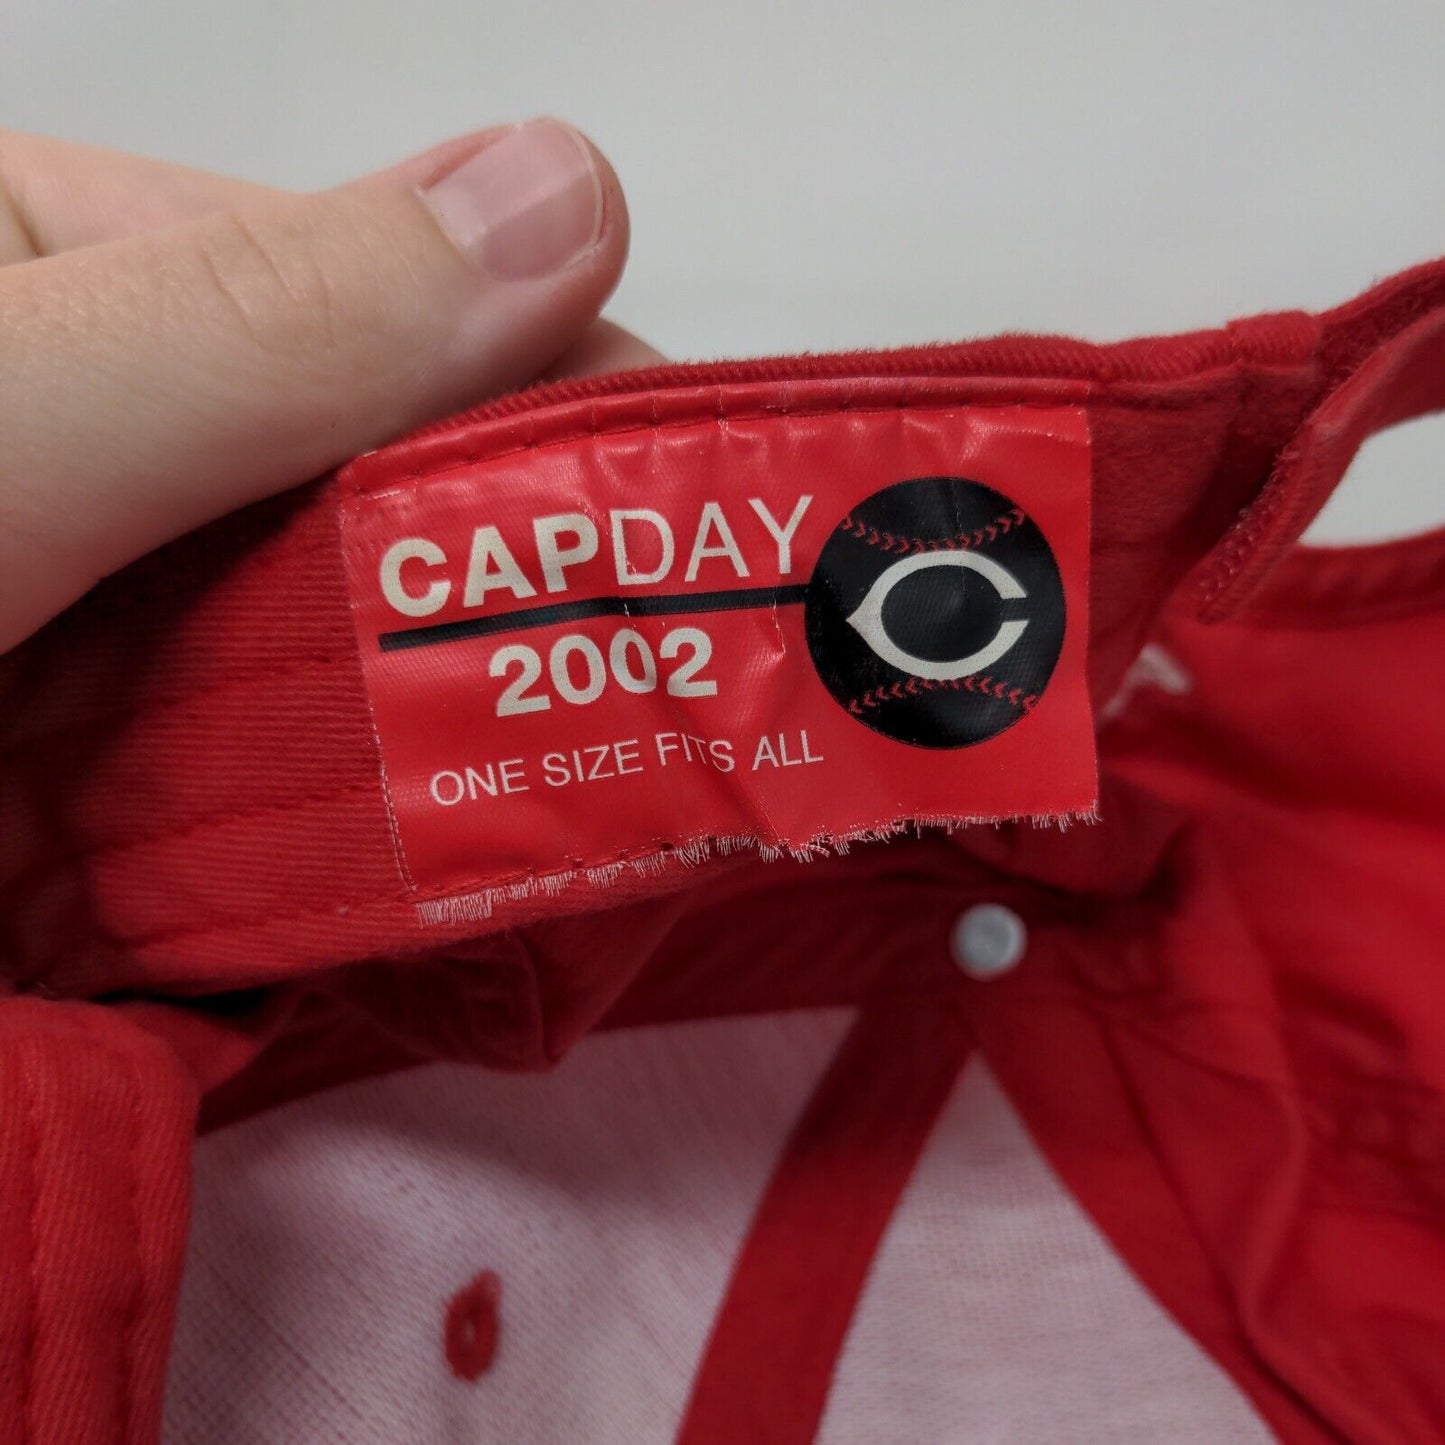 CAPDAY
2002
ONE SIZE FITS ALL
C